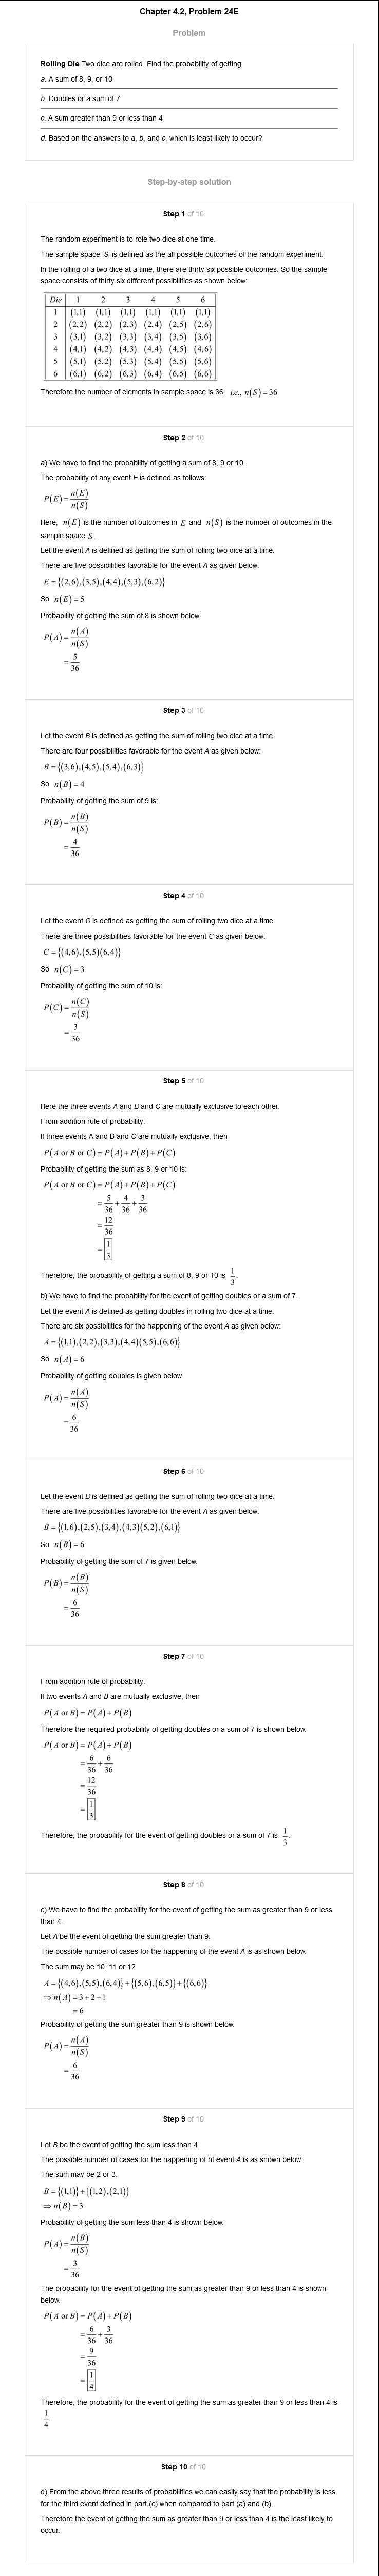 Chapter 4.2, Problem 24E
Problem
Rolling Die Two dice are rolled. Find the probability of getting
a. A sum of 8, 9, or 10
b. Doubles or a sum of 7
c. A sum greater than 9 or less than 4
d. Based on the answers to a, b, and c, which is least likely to occur?
Step-by-step solution
Step 1 of 10
The random experiment is to role two dice at one time.
The sample space 'S' is defined as the all possible outcomes of the random experiment.
In the rolling of a two dice at a time, there are thirty six possible outcomes. So the sample
space consists of thirty six different possibilities as shown below:
Die 1 2 3 4 5 6
1 (1,1) (1,1) (1,1) (1,1) (1,1) (1,1)
2 (2,2) (2,2) (2,3) (2,4) (2,5) (2,6)
3 (3,1) (3,2) (3,3) (3,4) (3,5) (3,6)
4 (4,1) (4,2) (4,3) (4,4) (4,5) (4,6)
5 (5,1) (5,2) (5,3) (5,4) (5,5) (5,6)
6 (6,1) (6,2) (6,3) (6,4) (6,5) (6,6)
Therefore the number of elements in sample space is 36. i.e., n(S) = 36
Step 2 of 10
a) We have to find the probability of getting a sum of 8, 9 or 10.
The probability of any event E is defined as follows:
P(E) = n(E)/n(S)
Here, n(E) is the number of outcomes in E and n(S) is the number of outcomes in the
sample space S.
Let the event A is defined as getting the sum of rolling two dice at a time.
There are five possibilities favorable for the event A as given below:
E = {(2,6),(3,5),(4,4),(5,3),(6,2)}
So n(E) = 5
Probability of getting the sum of 8 is shown below.
P(A) = n(A)/n(S)
= 5/36
Step 3 of 10
Let the event B is defined as getting the sum of rolling two dice at a time.
There are four possibilities favorable for the event A as given below:
B = {(3,6),(4,5),(5,4),(6,3)}
So n(B) = 4
Probability of getting the sum of 9 is:
P(B) = n(B)/n(S)
= 4/36
Step 4 of 10
Let the event C is defined as getting the sum of rolling two dice at a time.
There are three possibilities favorable for the event C as given below:
C = {(4,6),(5,5)(6,4)}
So n(C) = 3
Probability of getting the sum of 10 is:
P(C) = n(C)/n(S)
= 3/36
Step 5 of 10
Here the three events A and B and C are mutually exclusive to each other.
From addition rule of probability:
If three events A and B and C are mutually exclusive, then
P(A or B or C) = P(A)+P(B)+P(C)
Probability of getting the sum as 8, 9 or 10 is:
P(A or B or C) = P(A)+P(B)+P(C)
= 5/36 + 4/36 + 3/36
= 12/36
= 1/3
Therefore, the probability of getting a sum of 8, 9 or 10 is 1/3.
b) We have to find the probability for the event of getting doubles or a sum of 7.
Let the event A is defined as getting doubles in rolling two dice at a time.
There are six possibilities for the happening of the event A as given below:
A = {(1,1),(2,2),(3,3),(4,4)(5,5),(6,6)}
So n(A) = 6
Probability of getting doubles is given below.
P(A) = n(A)/n(S)
= 6/36
Step 6 of 10
Let the event B is defined as getting the sum of rolling two dice at a time.
There are five possibilities favorable for the event A as given below:
B = {(1,6),(2,5),(3,4),(4,3)(5,2),(6,1)}
So n(B) = 6
Probability of getting the sum of 7 is given below.
P(B) = n(B)/n(S)
= 6/36
Step 7 of 10
From addition rule of probability:
If two events A and B are mutually exclusive, then
P(A or B) = P(A)+P(B)
Therefore the required probability of getting doubles or a sum of 7 is shown below.
P(A or B) = P(A)+P(B)
= 6/36 + 6/36
= 12/36
= 1/3
Therefore, the probability for the event of getting doubles or a sum of 7 is 1/3.
Step 8 of 10
c) We have to find the probability for the event of getting the sum as greater than 9 or less
than 4.
Let A be the event of getting the sum greater than 9.
The possible number of cases for the happening of the event A is as shown below.
The sum may be 10, 11 or 12
A = {(4,6),(5,5),(6,4)}+{(5,6),(6,5)}+{(6,6)}
⇒ n(A) = 3+2+1
= 6
Probability of getting the sum greater than 9 is shown below.
P(A) = n(A)/n(S)
= 6/36
Step 9 of 10
Let B be the event of getting the sum less than 4.
The possible number of cases for the happening of ht event A is as shown below.
The sum may be 2 or 3.
B = {(1,1)}+{(1,2),(2,1)}
⇒ n(B) = 3
Probability of getting the sum less than 4 is shown below.
P(A) = n(B)/n(S)
= 3/36
The probability for the event of getting the sum as greater than 9 or less than 4 is shown
below.
P(A or B) = P(A)+P(B)
= 6/36 + 3/36
= 9/36
= 1/4
Therefore, the probability for the event of getting the sum as greater than 9 or less than 4 is
1/4.
Step 10 of 10
d) From the above three results of probabilities we can easily say that the probability is less
for the third event defined in part (c) when compared to part (a) and (b).
Therefore the event of getting the sum as greater than 9 or less than 4 is the least likely to
occur.